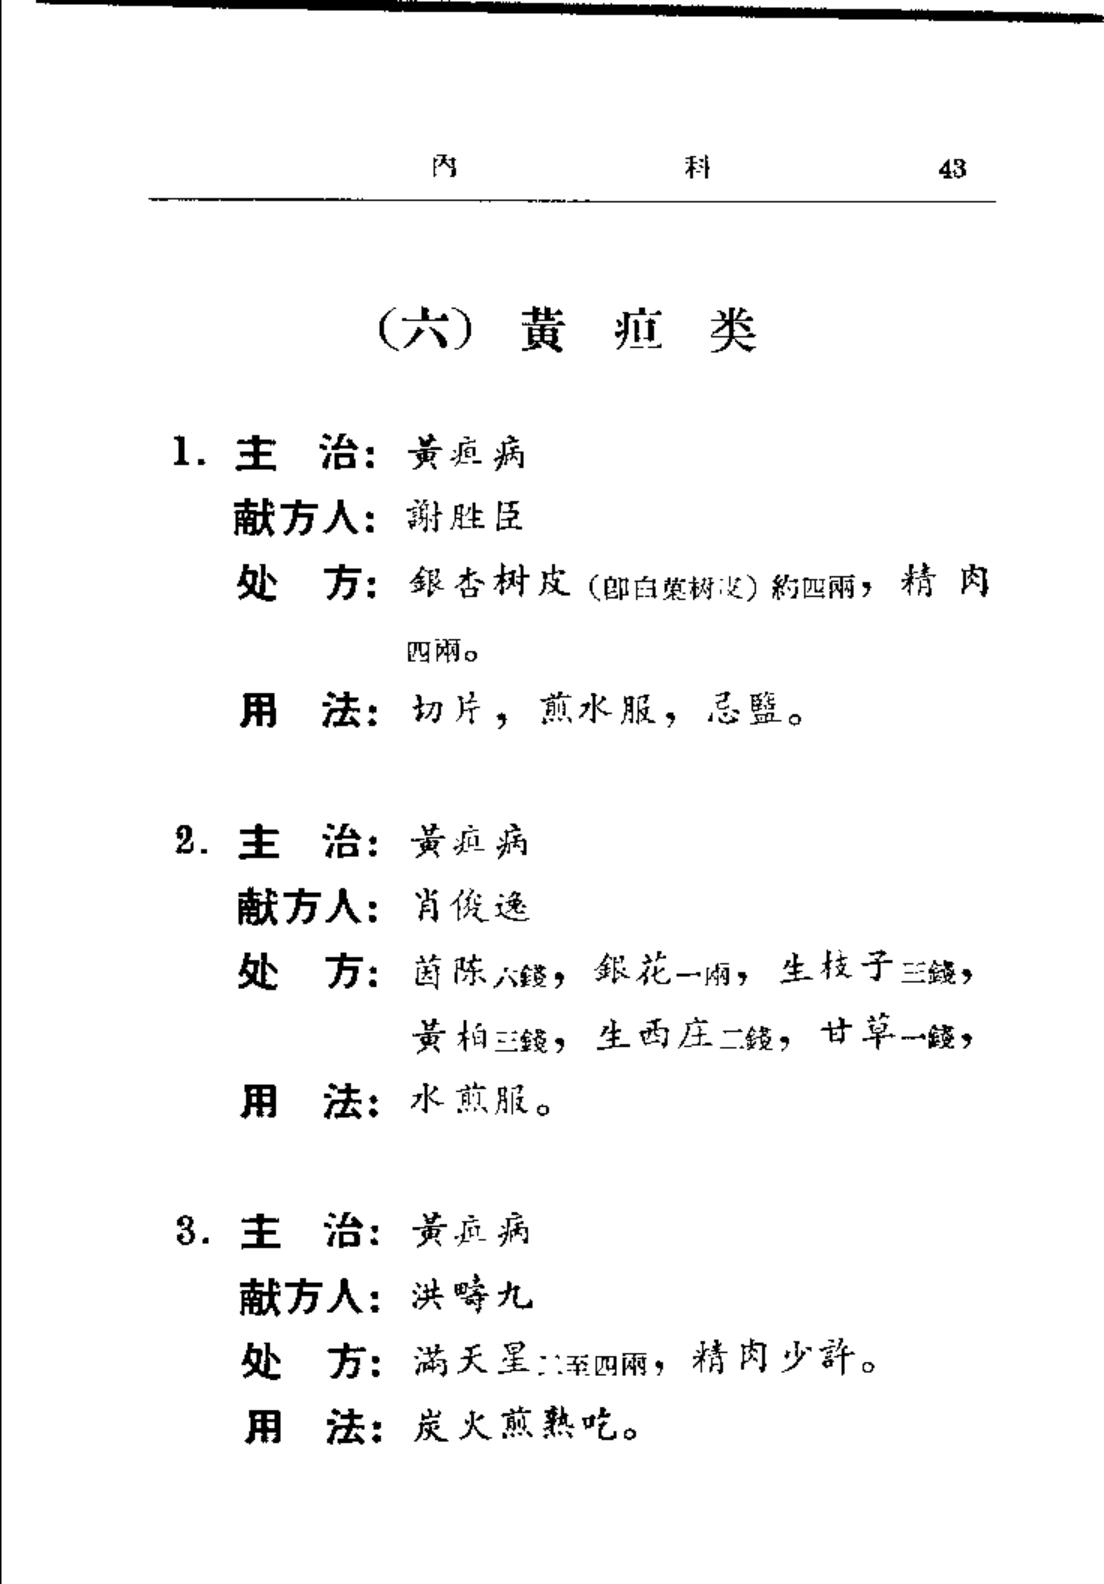 內 科 43
（六）黃 疸 类
1. 主 治：黃疸病
献方人：謝胜臣
处 方：銀杏树皮（卽白菓树皮）約四兩，精 肉
四兩。
用 法：切片，煎水服，忌鹽。
2. 主 治：黃疸病
献方人：肖俊逸
处 方：茵陈六錢，銀花一兩，生枝子三錢，
黃柏三錢，生西庄二錢，甘草一錢，
用 法：水煎服。
3. 主 治：黃疸病
献方人：洪疇九
处 方：滿天星 至四兩，精肉少許。
用 法：炭火煎熟吃。